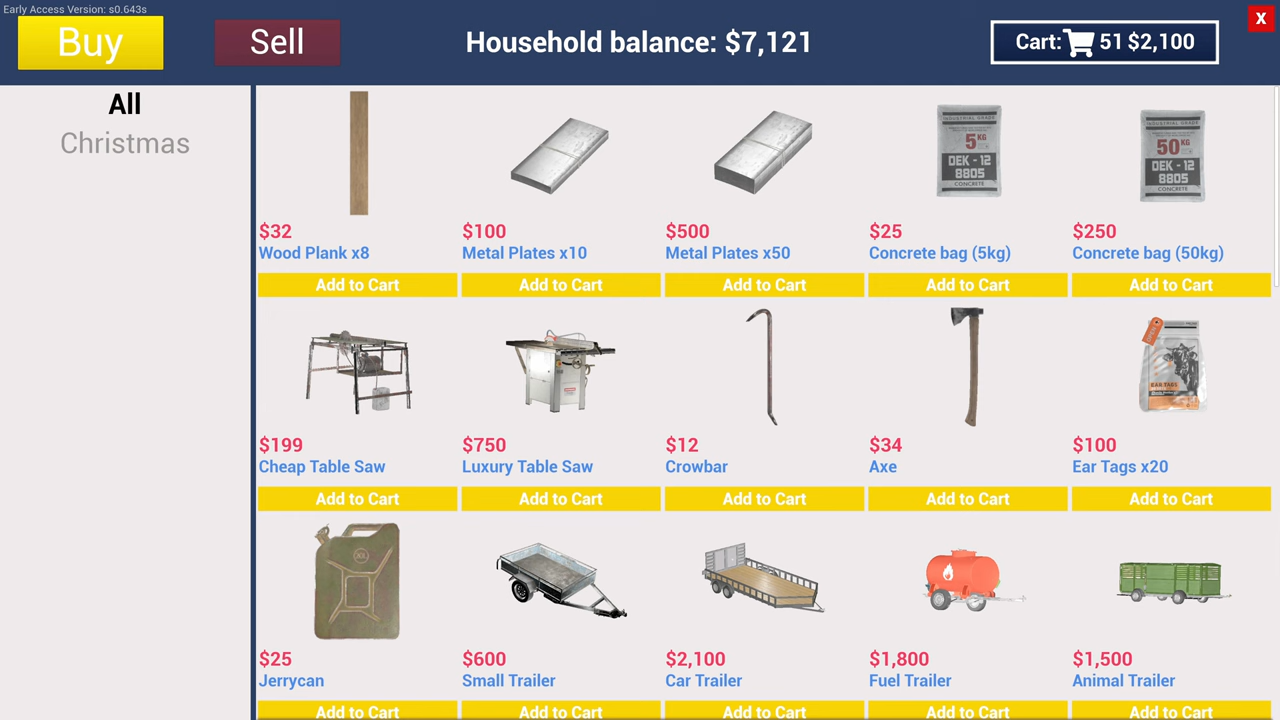 Early Access Version: s0.643s
Buy
Sell
Household balance: $7,121
Cart: 51 $2,100
X
All
Christmas
INDUSTRIAL GRADE
5KG
DEK - 12
8805
CONCRETE
INDUSTRIAL GRADE
50KG
DEK - 12
8805
CONCRETE
$32
Wood Plank x8
$100
Metal Plates x10
$500
Metal Plates x50
$25
Concrete bag (5kg)
$250
Concrete bag (50kg)
Add to Cart
Add to Cart
Add to Cart
Add to Cart
Add to Cart
EAR TAGS
$199
Cheap Table Saw
$750
Luxury Table Saw
$12
Crowbar
$34
Axe
$100
Ear Tags x20
Add to Cart
Add to Cart
Add to Cart
Add to Cart
Add to Cart
$25
Jerrycan
$600
Small Trailer
$2,100
Car Trailer
$1,800
Fuel Trailer
$1,500
Animal Trailer
Add to Cart
Add to Cart
Add to Cart
Add to Cart
Add to Cart